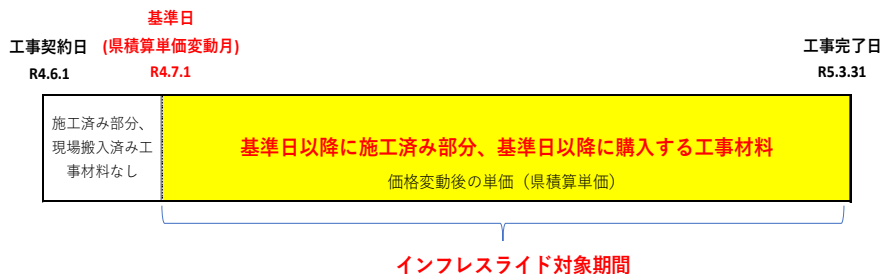 基準日
工事契約日
(県積算単価変動月)
工事完了日
R4.6.1
R4.7.1
R5.3.31
施工済み部分、
現場搬入済み工
事材料なし
基準日以降に施工済み部分、基準日以降に購入する工事材料
価格変動後の単価（県積算単価）
インフレスライド対象期間